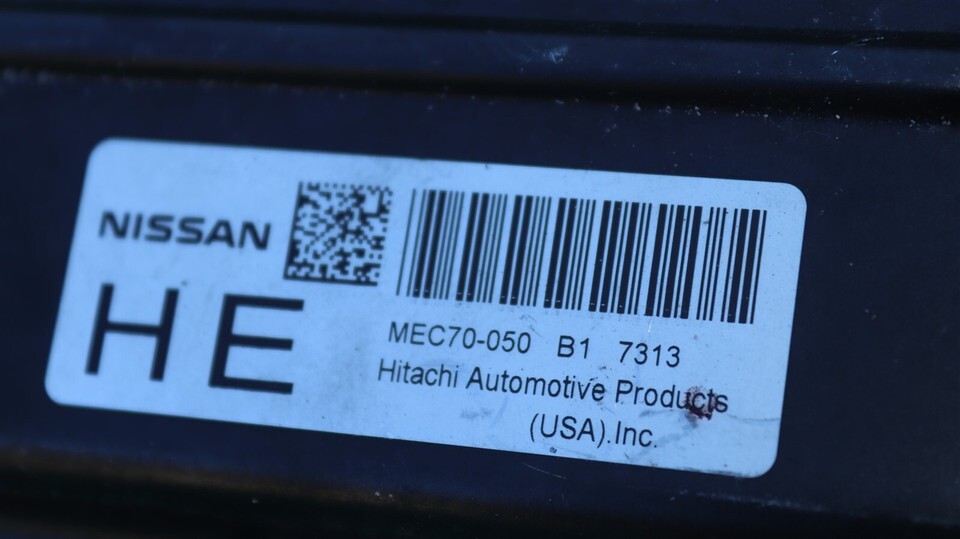 NISSAN
HE
MEC70-050 B1 7313
Hitachi Automotive Products
(USA).Inc.